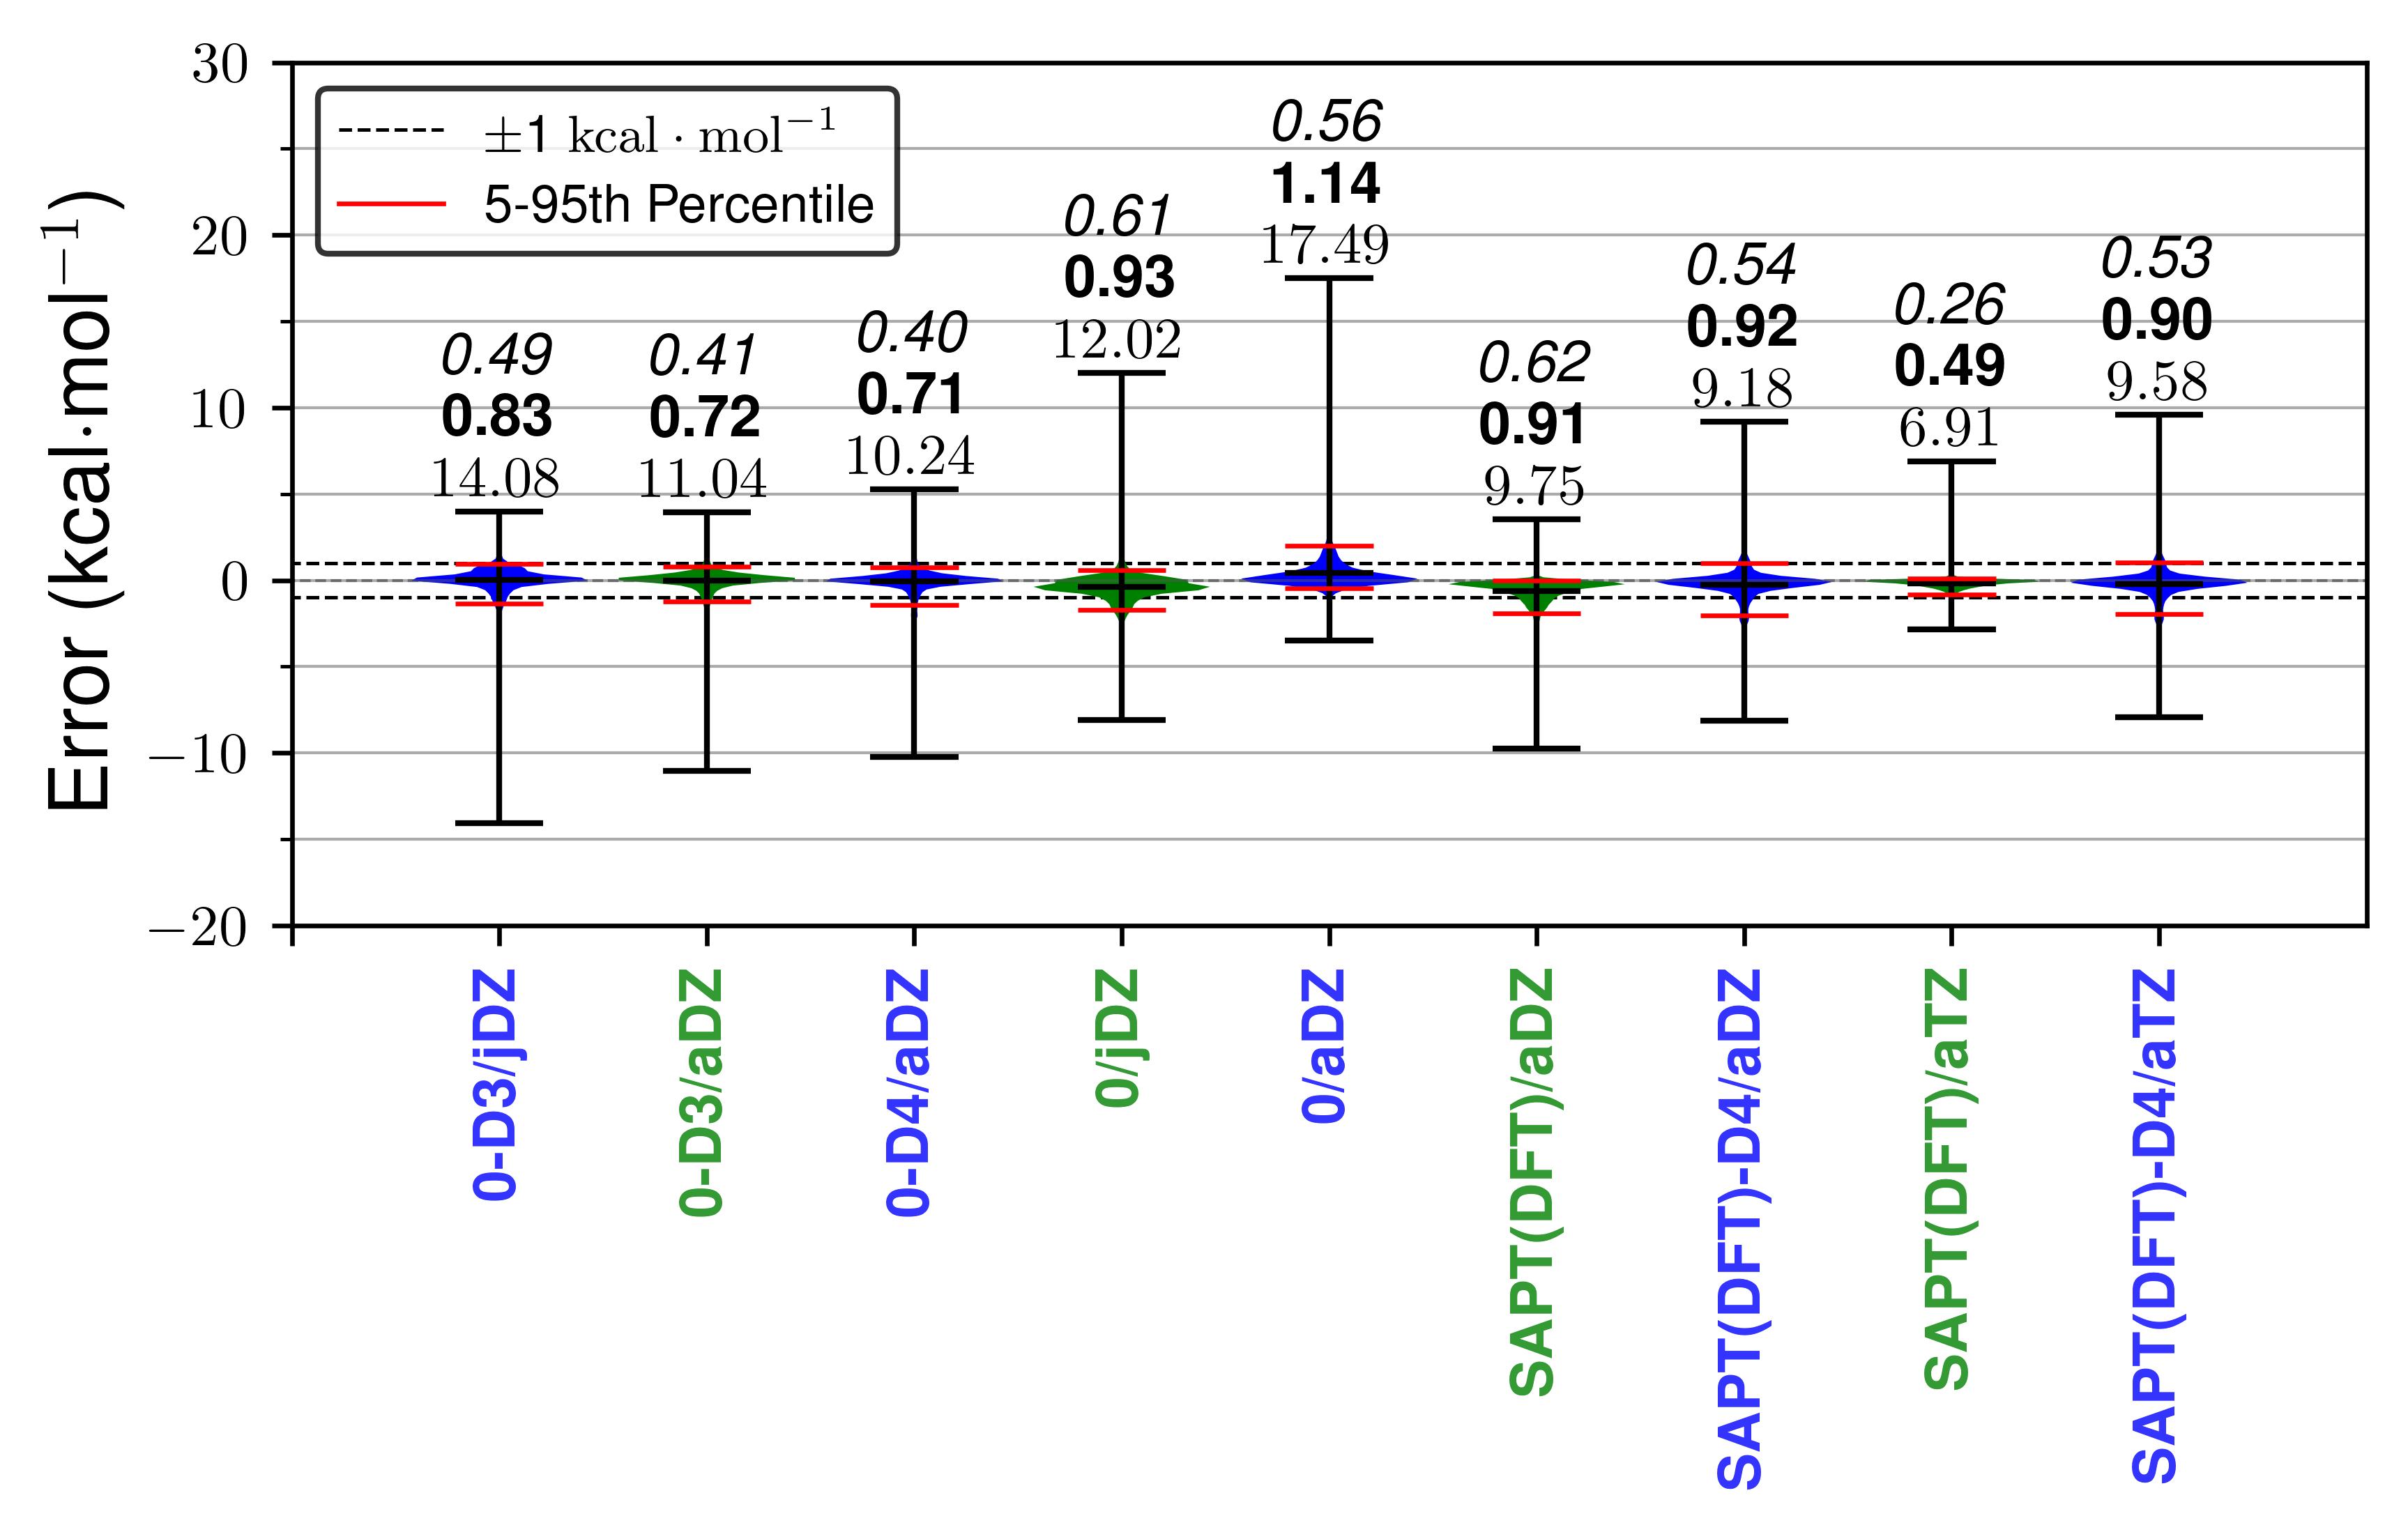 Error (kcal·mol⁻¹)
30
20
10
0
−10
−20
±1 kcal · mol⁻¹
5-95th Percentile
0.49
0.83
14.08
0.41
0.72
11.04
0.40
0.71
10.24
0.61
0.93
12.02
0.56
1.14
17.49
0.62
0.91
9.75
0.54
0.92
9.18
0.26
0.49
6.91
0.53
0.90
9.58
0-D3/jDZ
0-D3/aDZ
0-D4/aDZ
0/jDZ
0/aDZ
SAPT(DFT)/aDZ
SAPT(DFT)-D4/aDZ
SAPT(DFT)/aTZ
SAPT(DFT)-D4/aTZ